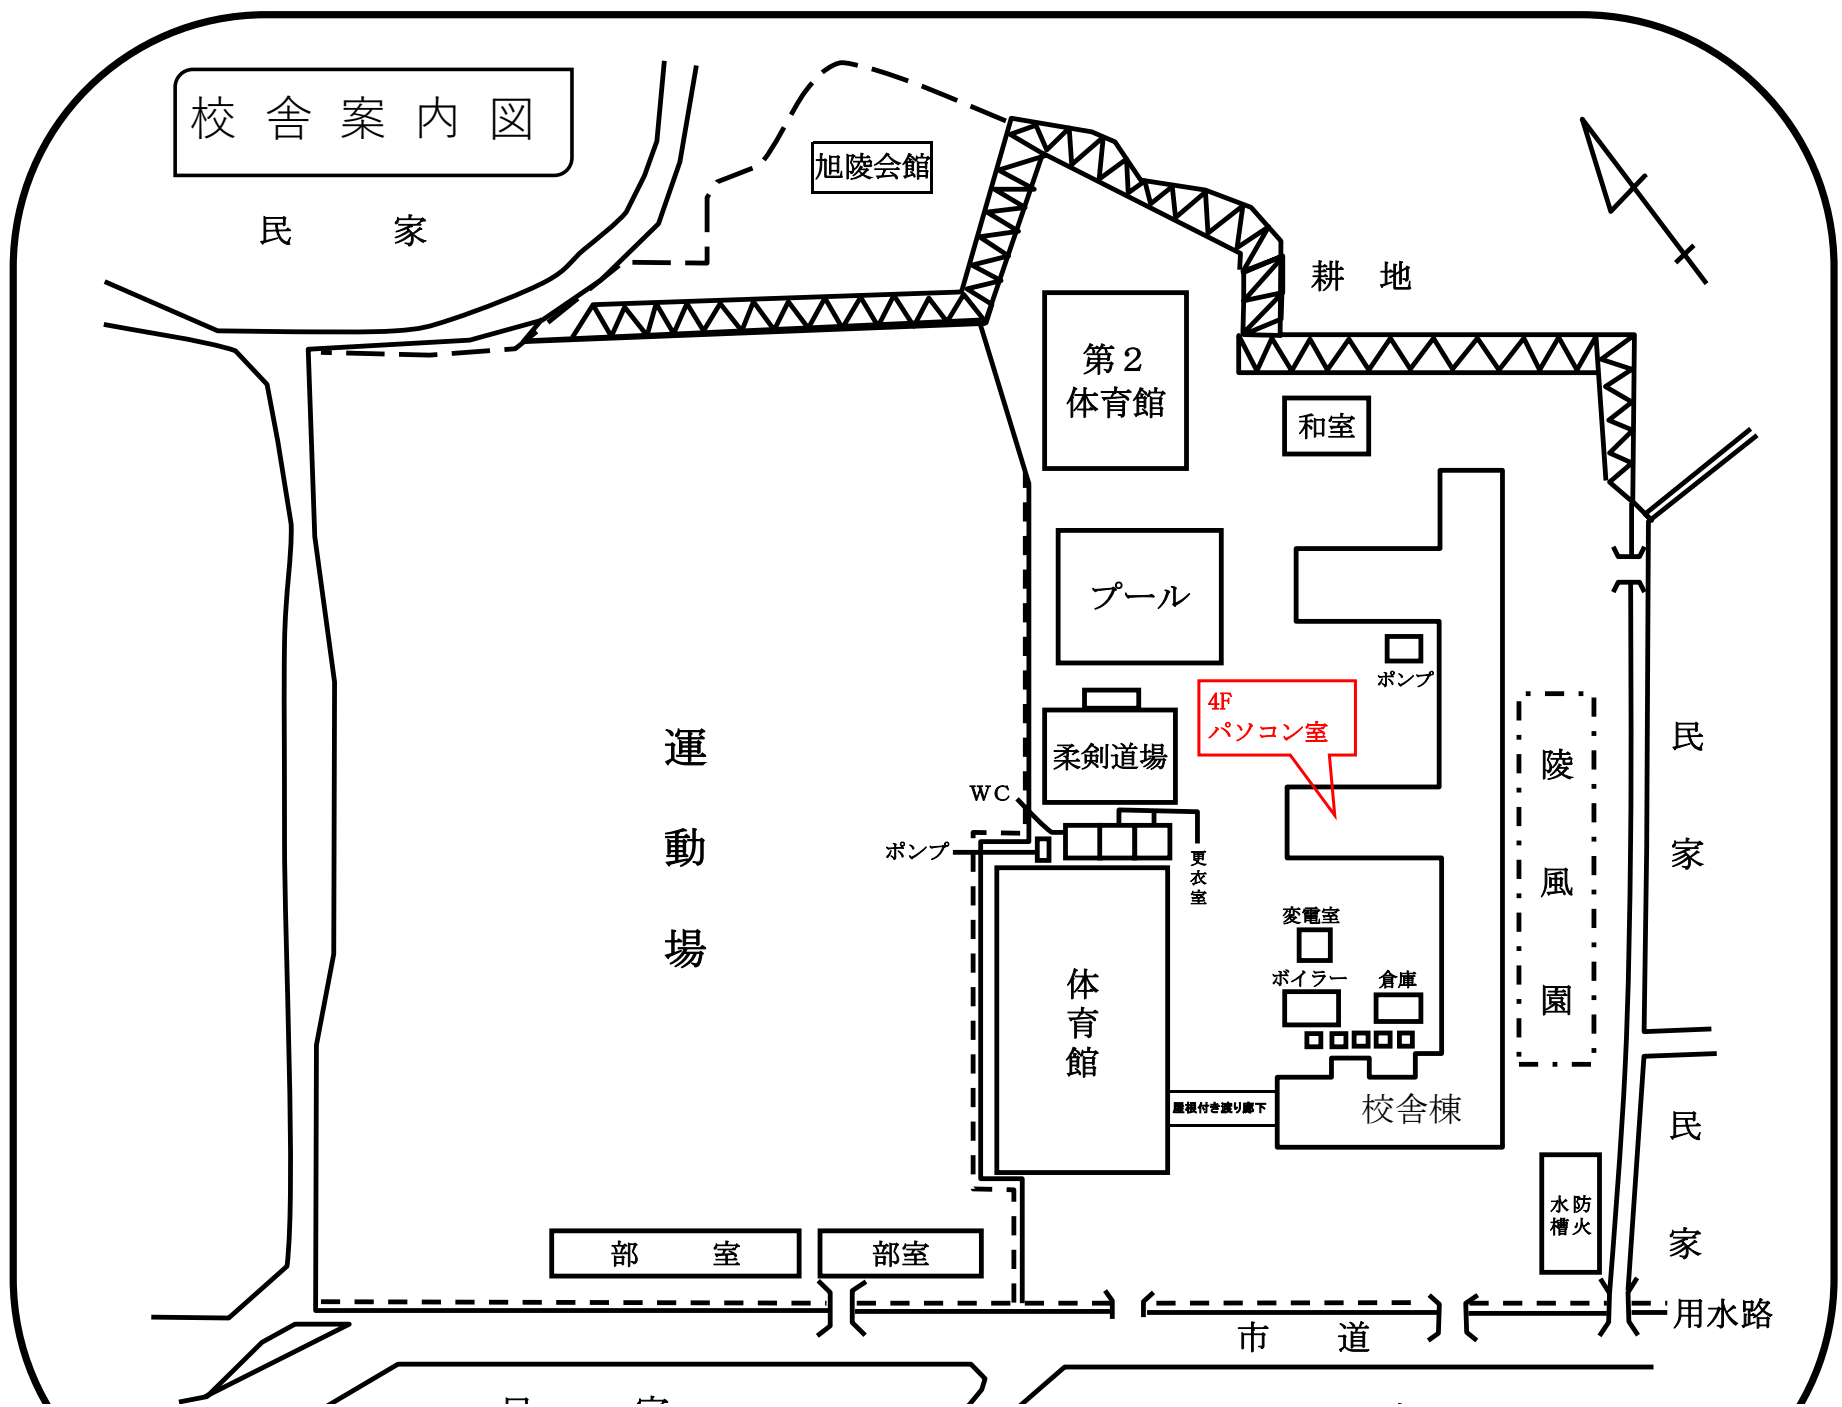 校舎案内図
旭陵会館
民家
耕地
第２
体育館
和室
プール
ポンプ
4F
パソコン室
運動場
柔剣道場
WC
ポンプ
更衣室
陵風園
民家
変電室
ボイラー
倉庫
体育館
屋根付き渡り廊下
校舎棟
民家
防火
水槽
部室
部室
用水路
市道